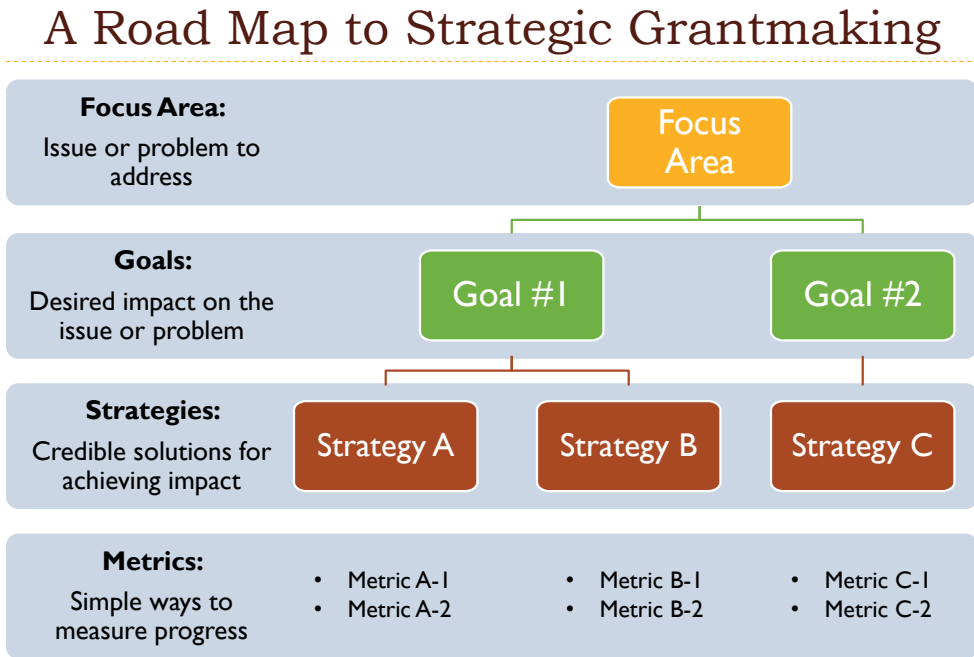 A Road Map to Strategic Grantmaking
Focus Area:
Issue or problem to
address
Focus
Area
Goals:
Desired impact on the
issue or problem
Goal #1
Goal #2
Strategies:
Credible solutions for
achieving impact
Strategy A
Strategy B
Strategy C
Metrics:
Simple ways to
measure progress
• Metric A-1
• Metric A-2
• Metric B-1
• Metric B-2
• Metric C-1
• Metric C-2